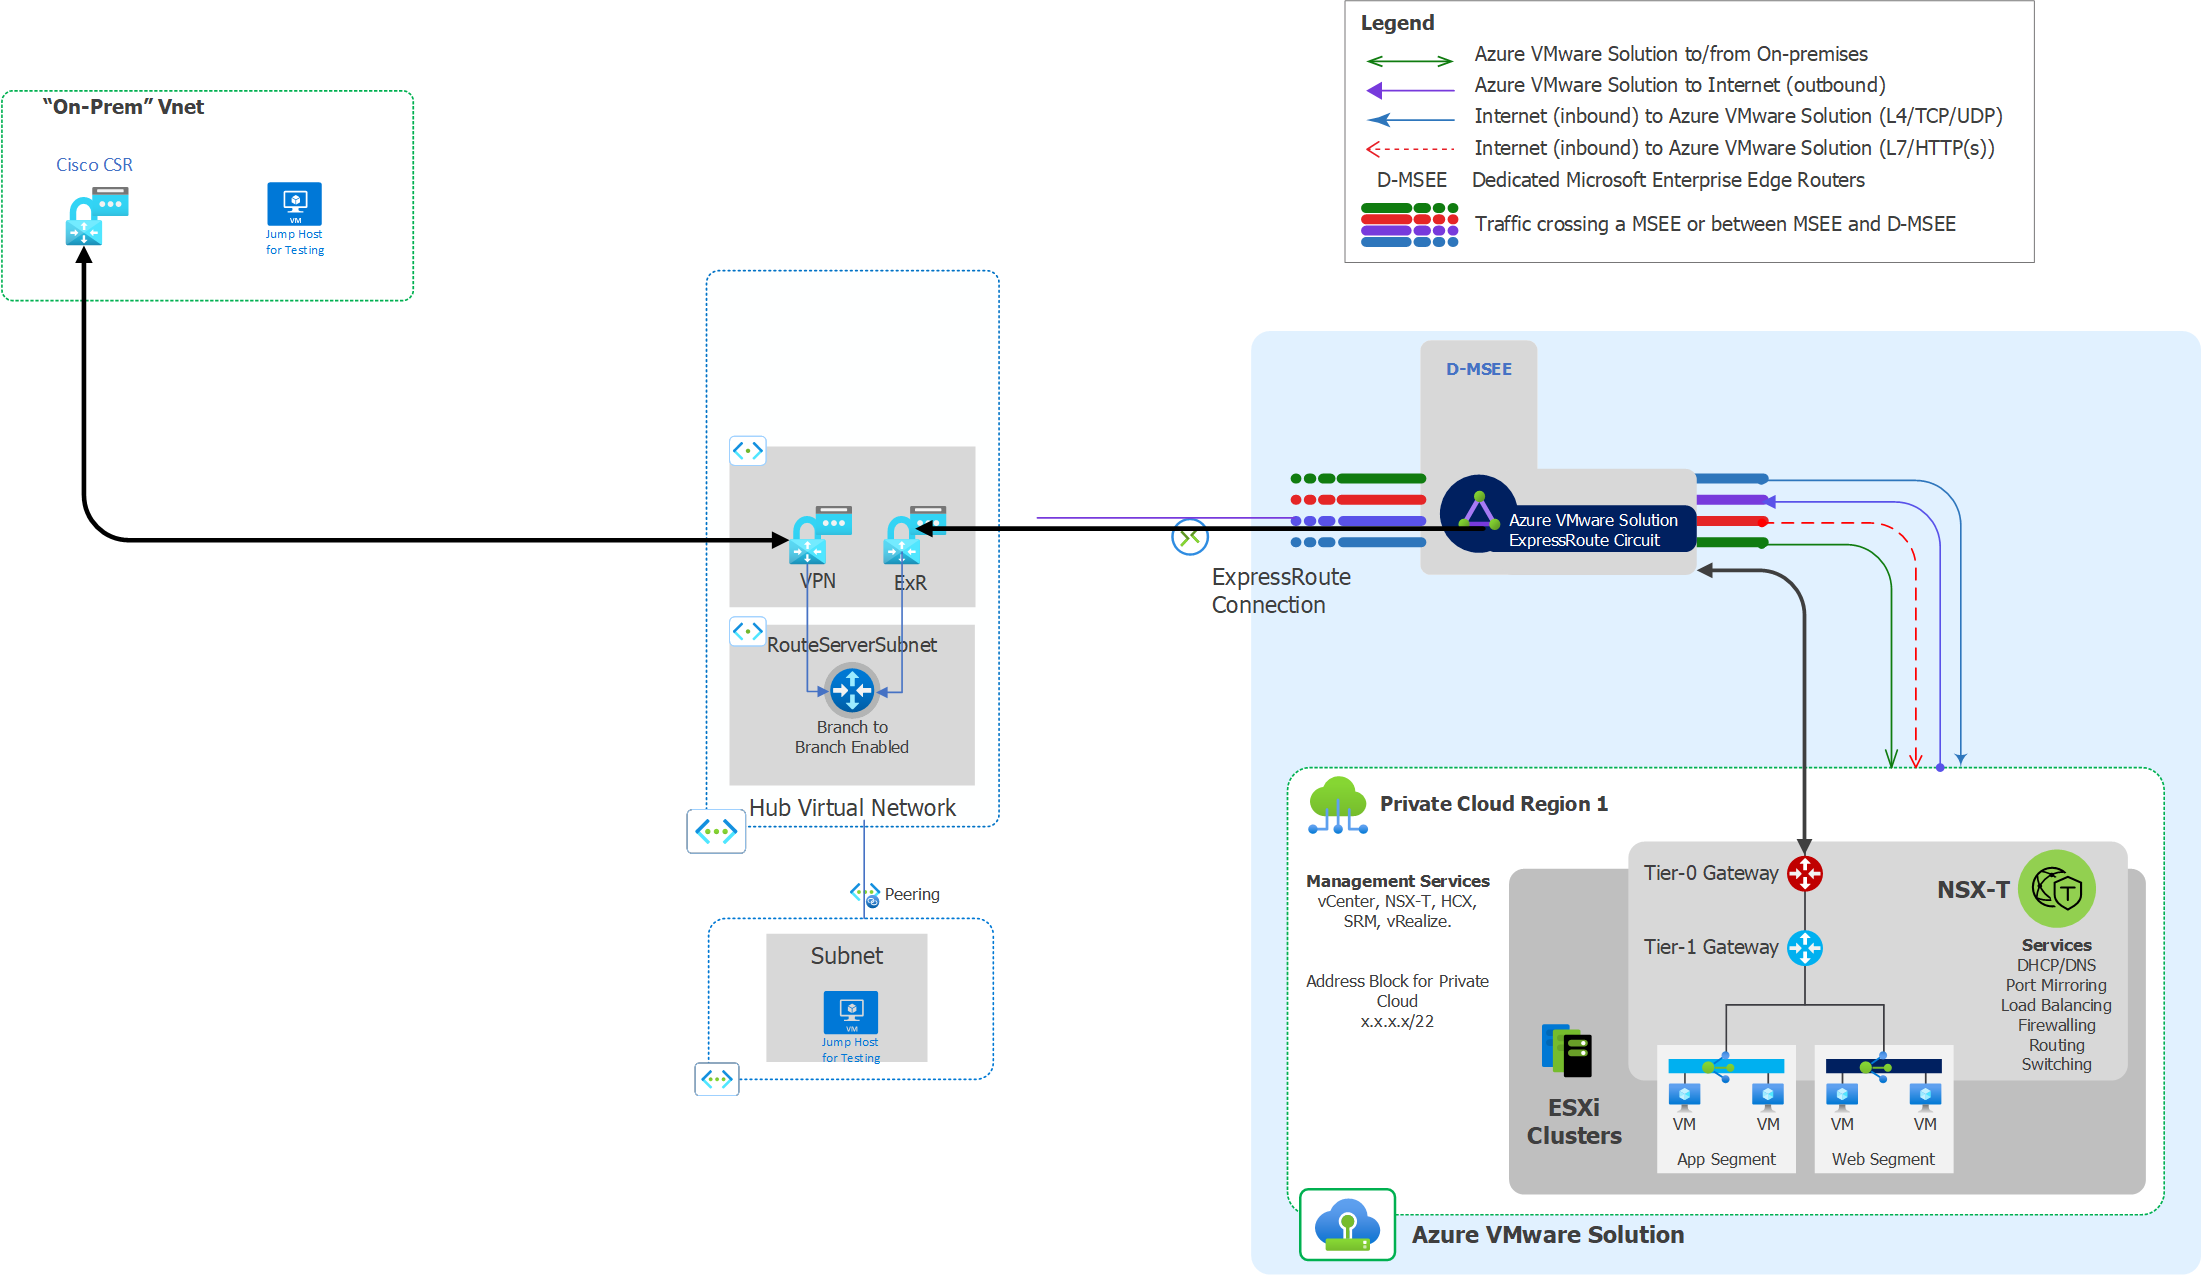 Legend
Azure VMware Solution to/from On-premises
Azure VMware Solution to Internet (outbound)
Internet (inbound) to Azure VMware Solution (L4/TCP/UDP)
Internet (inbound) to Azure VMware Solution (L7/HTTP(s))
D-MSEE Dedicated Microsoft Enterprise Edge Routers
Traffic crossing a MSEE or between MSEE and D-MSEE
“On-Prem” Vnet
Cisco CSR
VM
Jump Host
for Testing
VPN
ExR
RouteServerSubnet
Branch to
Branch Enabled
Hub Virtual Network
Peering
Subnet
VM
Jump Host
for Testing
ExpressRoute
Connection
D-MSEE
Azure VMware Solution
ExpressRoute Circuit
Private Cloud Region 1
Management Services
vCenter, NSX-T, HCX,
SRM, vRealize.
Address Block for Private
Cloud
x.x.x.x/22
Tier-0 Gateway
Tier-1 Gateway
NSX-T
T
Services
DHCP/DNS
Port Mirroring
Load Balancing
Firewalling
Routing
Switching
ESXi
Clusters
VM
VM
App Segment
VM
VM
Web Segment
Azure VMware Solution